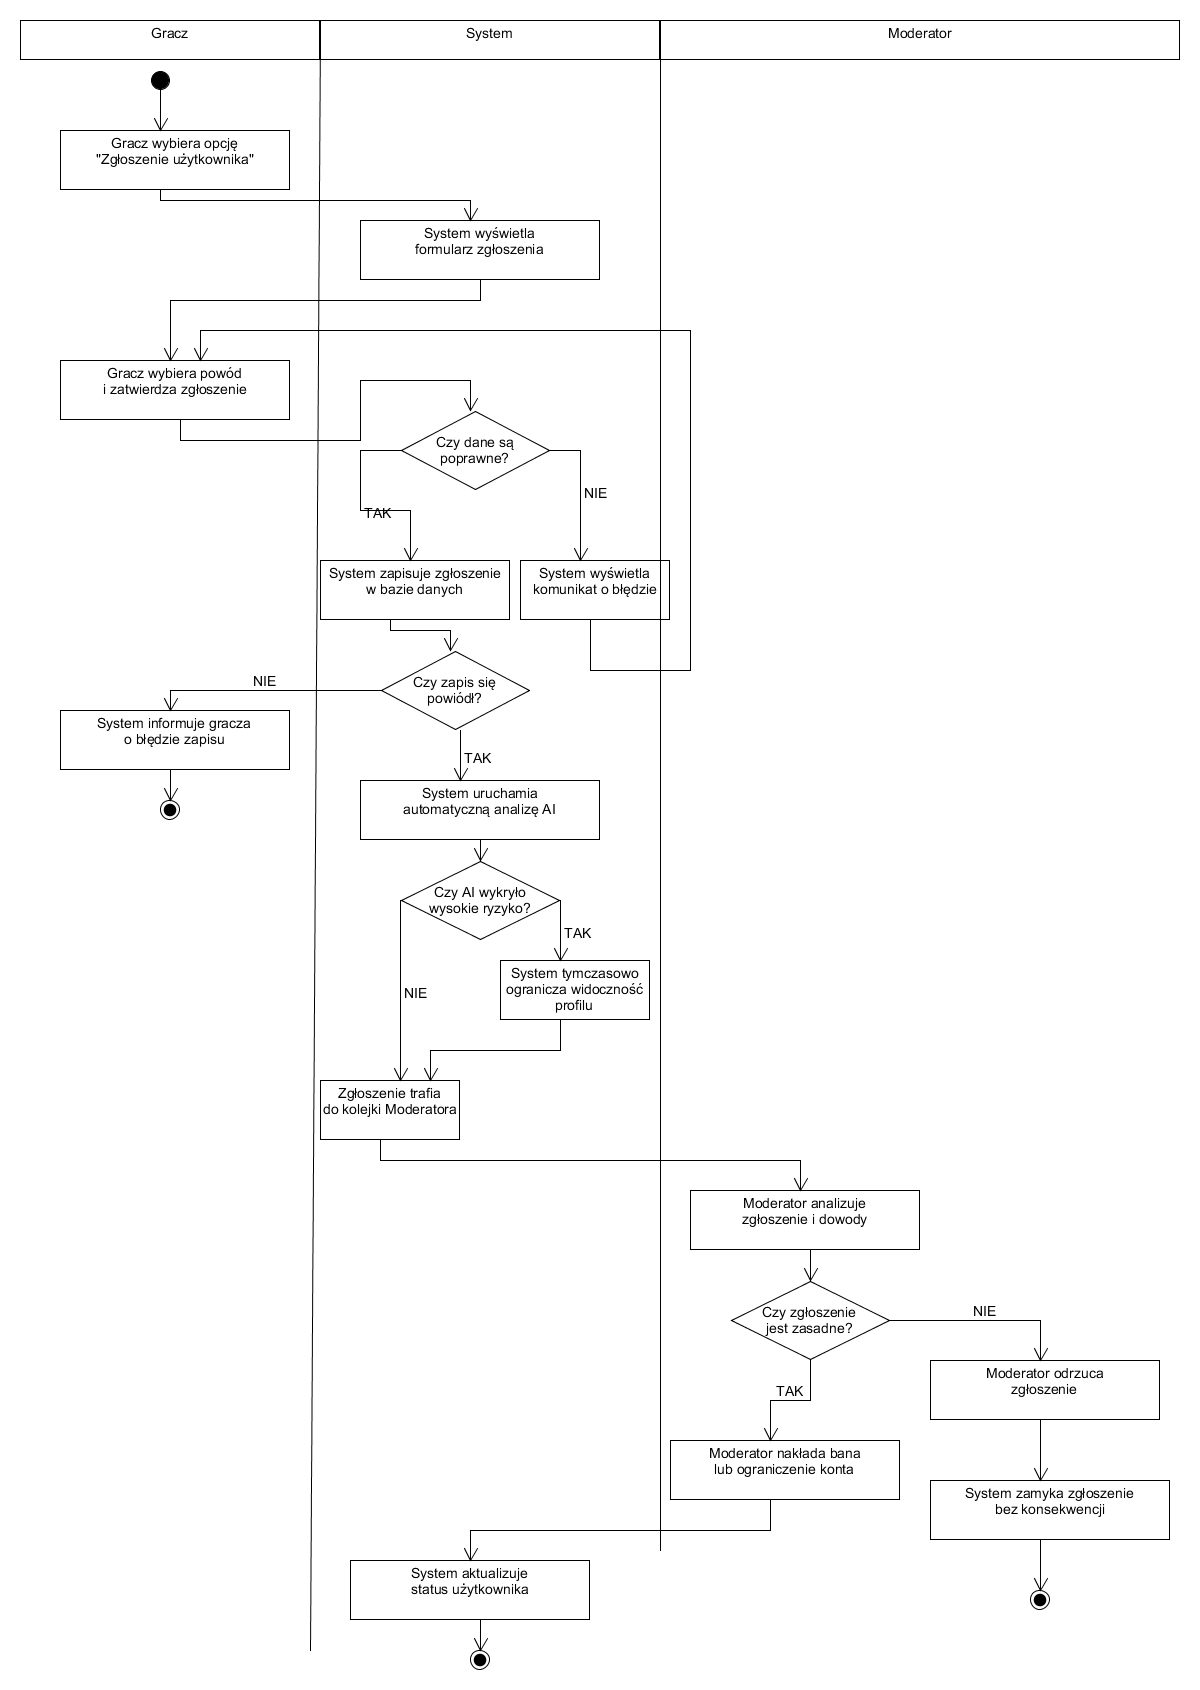 Gracz
System
Moderator
Gracz wybiera opcję
"Zgłoszenie użytkownika"
System wyświetla
formularz zgłoszenia
Gracz wybiera powód
i zatwierdza zgłoszenie
Czy dane są
poprawne?
NIE
TAK
System zapisuje zgłoszenie
w bazie danych
System wyświetla
komunikat o błędzie
Czy zapis się
powiódł?
NIE
System informuje gracza
o błędzie zapisu
TAK
System uruchamia
automatyczną analizę AI
Czy AI wykryło
wysokie ryzyko?
TAK
System tymczasowo
ogranicza widoczność
profilu
NIE
Zgłoszenie trafia
do kolejki Moderatora
Moderator analizuje
zgłoszenie i dowody
Czy zgłoszenie
jest zasadne?
NIE
Moderator odrzuca
zgłoszenie
TAK
Moderator nakłada bana
lub ograniczenie konta
System zamyka zgłoszenie
bez konsekwencji
System aktualizuje
status użytkownika